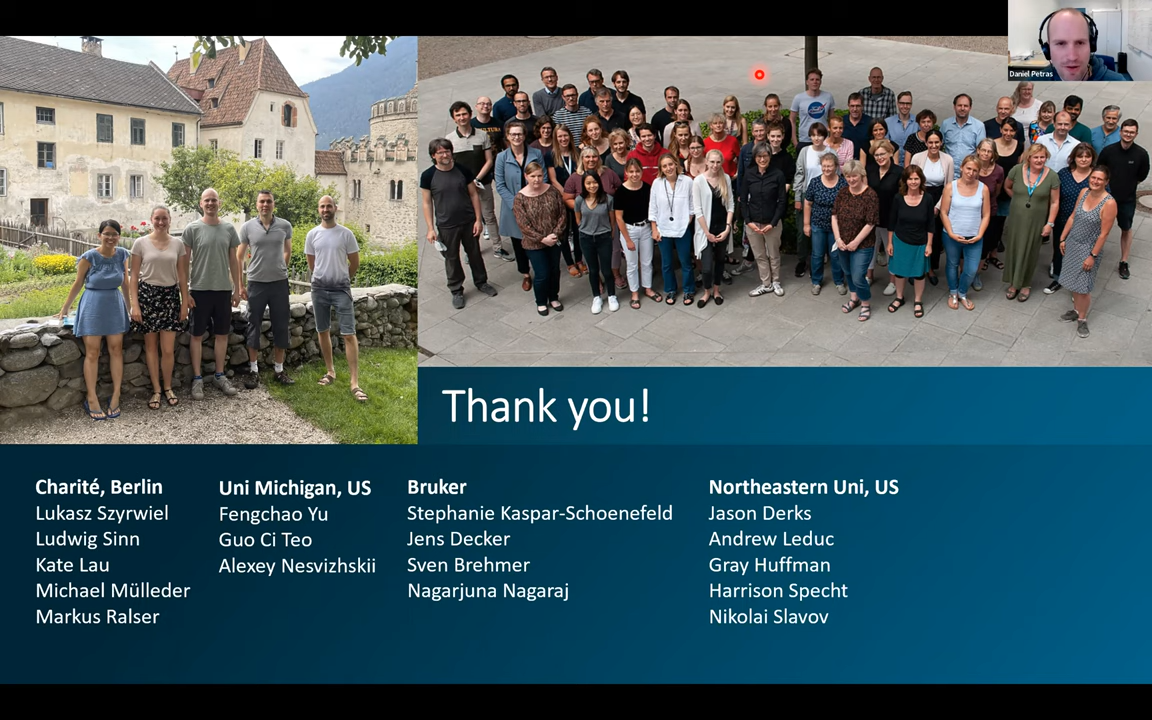 Daniel Petras
Thank you!
Charité, Berlin
Lukasz Szyrwiel
Ludwig Sinn
Kate Lau
Michael Mülleder
Markus Ralser
Uni Michigan, US
Fengchao Yu
Guo Ci Teo
Alexey Nesvizhskii
Bruker
Stephanie Kaspar-Schoenefeld
Jens Decker
Sven Brehmer
Nagarjuna Nagaraj
Northeastern Uni, US
Jason Derks
Andrew Leduc
Gray Huffman
Harrison Specht
Nikolai Slavov